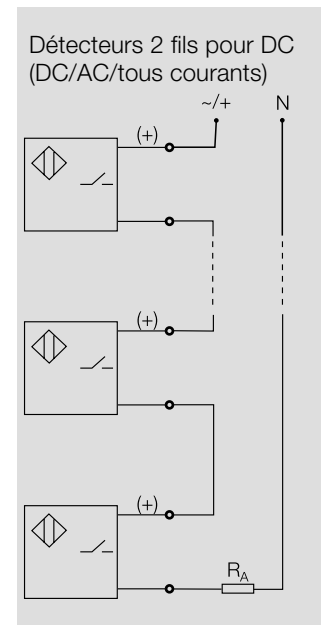 Détecteurs 2 fils pour DC
(DC/AC/tous courants)
~/+ N
(+)
(+)
(+)
RA